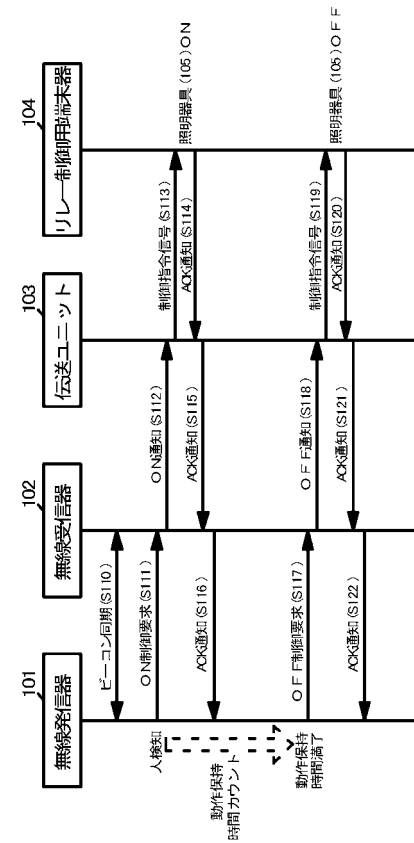 101
無線発信器
102
無線受信器
103
伝送ユニット
104
リレー制御用端末器
ビーコン同期(S110)
人検知
ON制御要求(S111)
ON通知(S112)
制御指令信号(S113)
照明器具(105)ON
ACK通知(S114)
ACK通知(S115)
ACK通知(S116)
動作保持
時間カウント
動作保持
時間満了
OFF制御要求(S117)
OFF通知(S118)
制御指令信号(S119)
照明器具(105)OFF
ACK通知(S120)
ACK通知(S121)
ACK通知(S122)